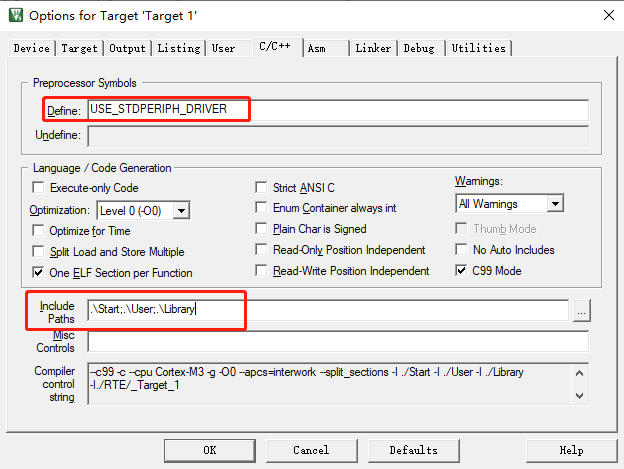 Options for Target 'Target 1'
Device Target Output Listing User C/C++ Asm Linker Debug Utilities
Preprocessor Symbols
Define: USE_STDPERIPH_DRIVER
Undefine:
Language / Code Generation
Execute-only Code
Strict ANSI C
Warnings:
Optimization: Level 0 (-O0)
Enum Container always int
All Warnings
Optimize for Time
Plain Char is Signed
Thumb Mode
Split Load and Store Multiple
Read-Only Position Independent
No Auto Includes
One ELF Section per Function
Read-Write Position Independent
C99 Mode
Include
Paths
.\Start;.\User;.\Library
...
Misc
Controls
Compiler
control
string
--c99 -c --cpu Cortex-M3 -g -O0 --apcs=interwork --split_sections -I ./Start -I ./User -I ./Library
-I./RTE/_Target_1
OK Cancel Defaults Help